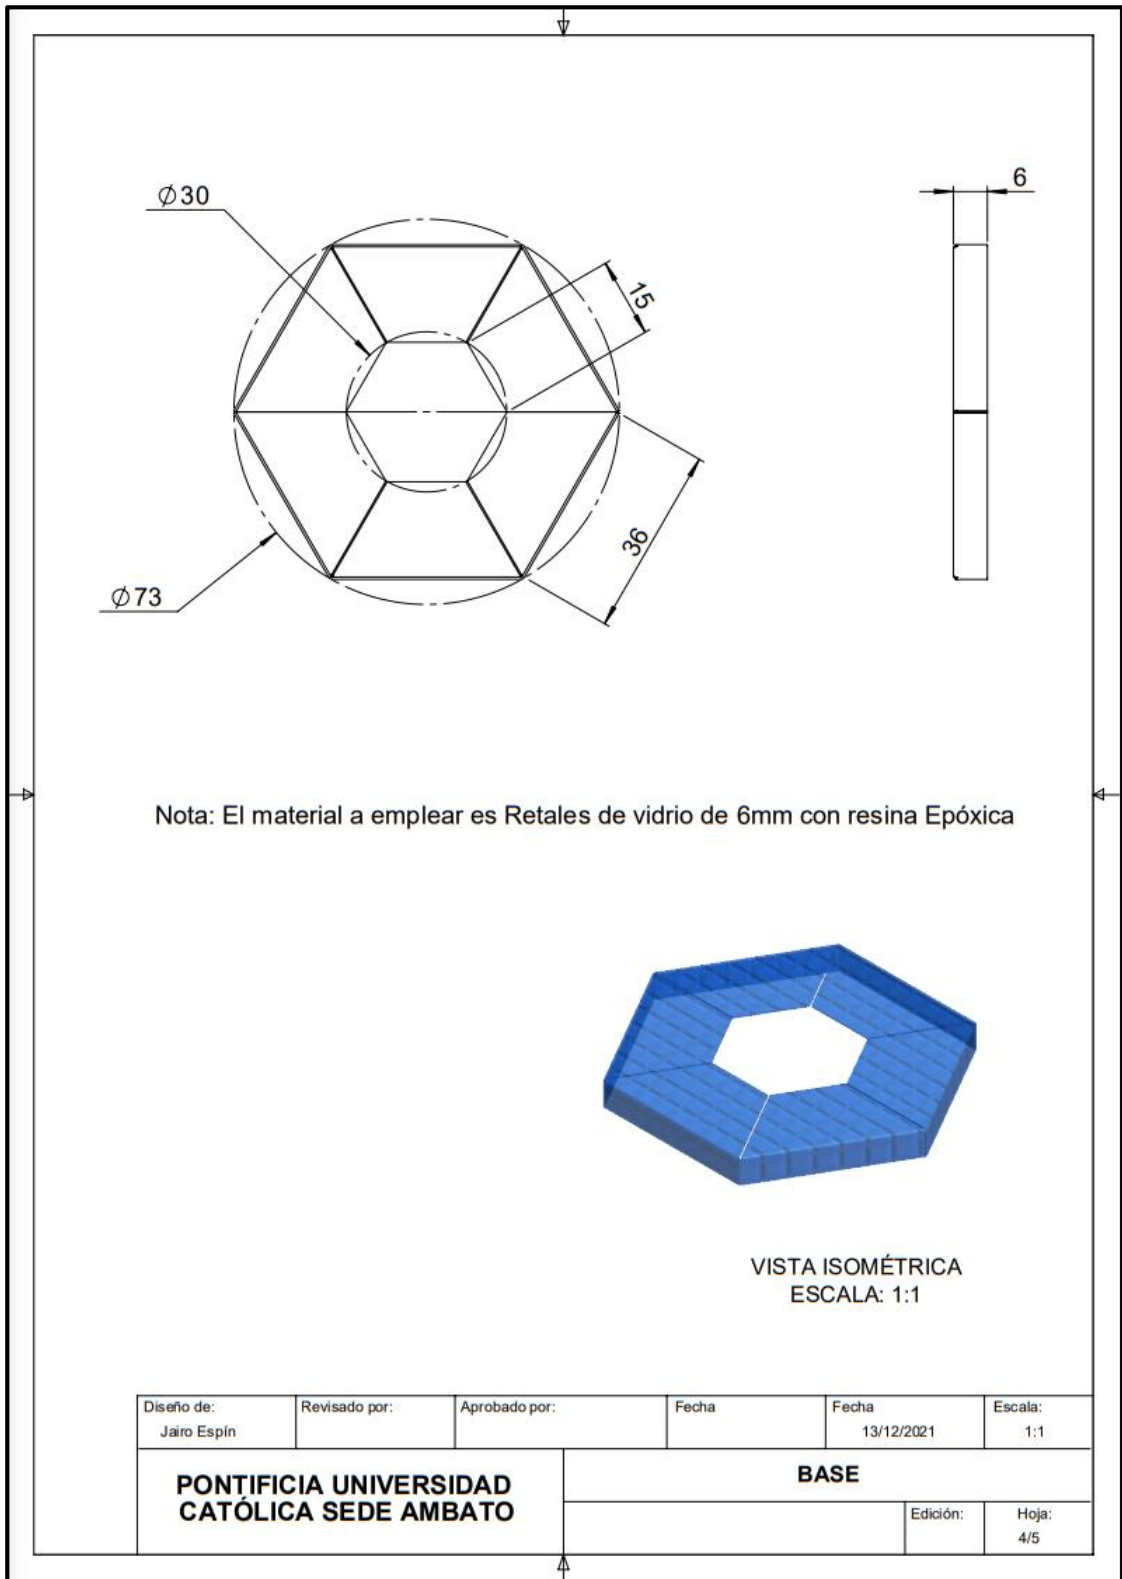 ∅30
6
15
36
∅73
Nota: El material a emplear es Retales de vidrio de 6mm con resina Epóxica
VISTA ISOMÉTRICA
ESCALA: 1:1
Diseño de:
Jairo Espín
Revisado por:
Aprobado por:
Fecha
Fecha
13/12/2021
Escala:
1:1
PONTIFICIA UNIVERSIDAD
CATÓLICA SEDE AMBATO
BASE
Edición:
Hoja:
4/5